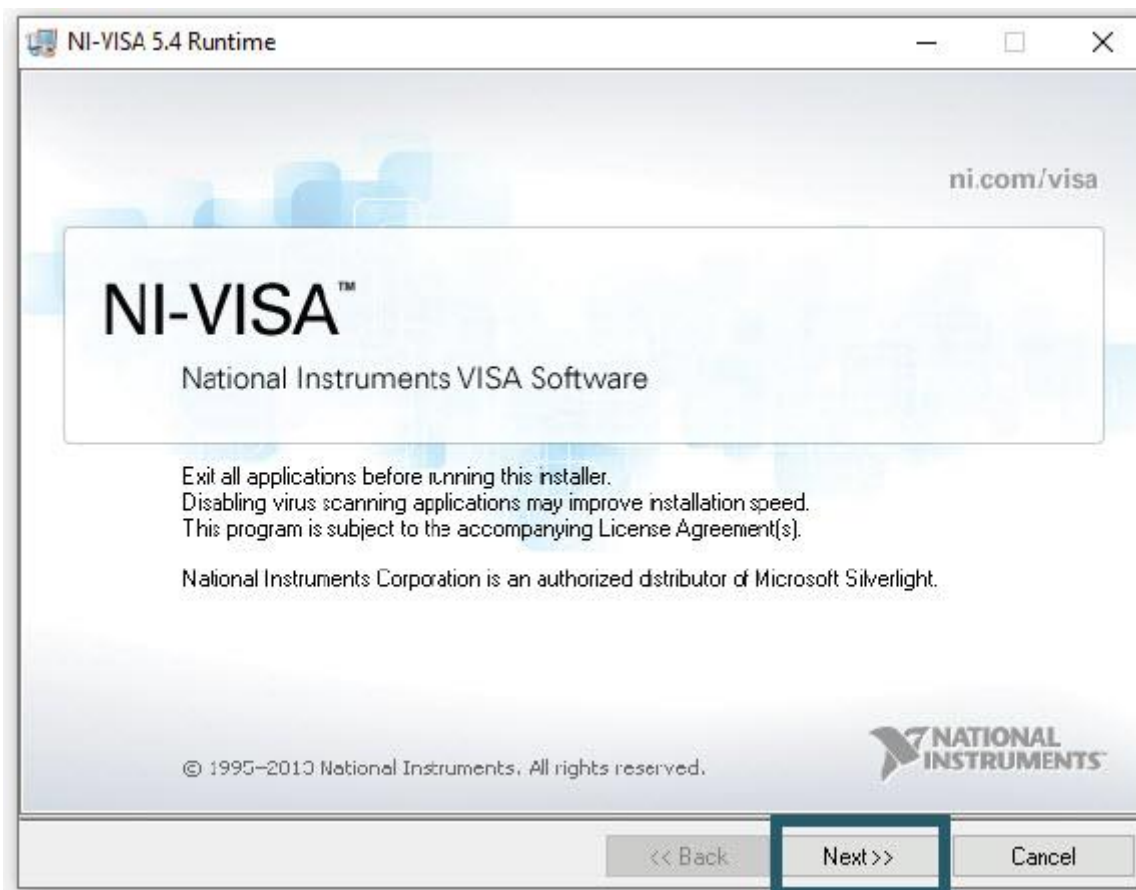 NI-VISA 5.4 Runtime
ni.com/visa
NI-VISA™
National Instruments VISA Software
Exit all applications before running this installer.
Disabling virus scanning applications may improve installation speed.
This program is subject to the accompanying License Agreement(s).
National Instruments Corporation is an authorized distributor of Microsoft Silverlight.
© 1995–2013 National Instruments. All rights reserved.
NATIONAL
INSTRUMENTS™
<< Back
Next >>
Cancel